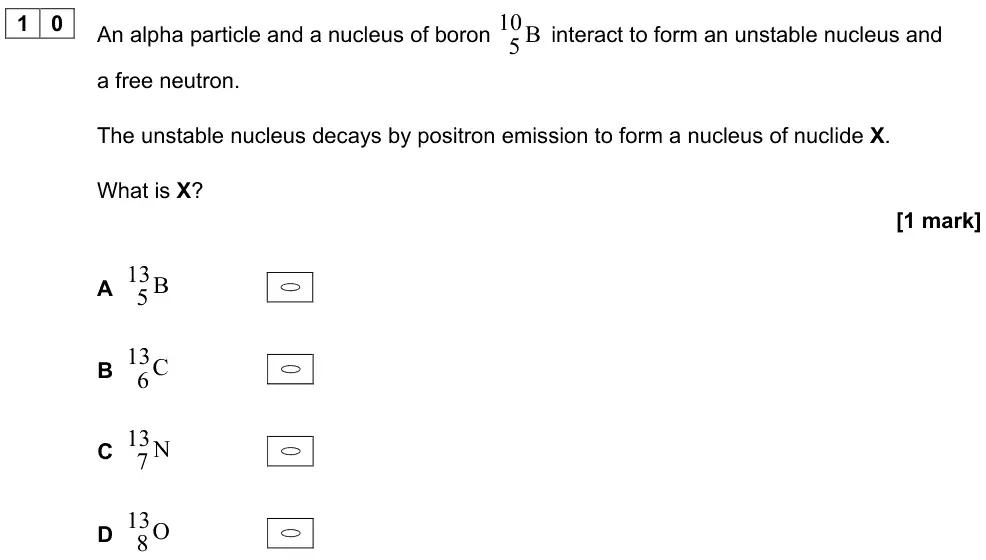 1 0
An alpha particle and a nucleus of boron ¹⁰₅B interact to form an unstable nucleus and
a free neutron.
The unstable nucleus decays by positron emission to form a nucleus of nuclide X.
What is X?
[1 mark]
A ¹³₅B
B ¹³₆C
C ¹³₇N
D ¹³₈O